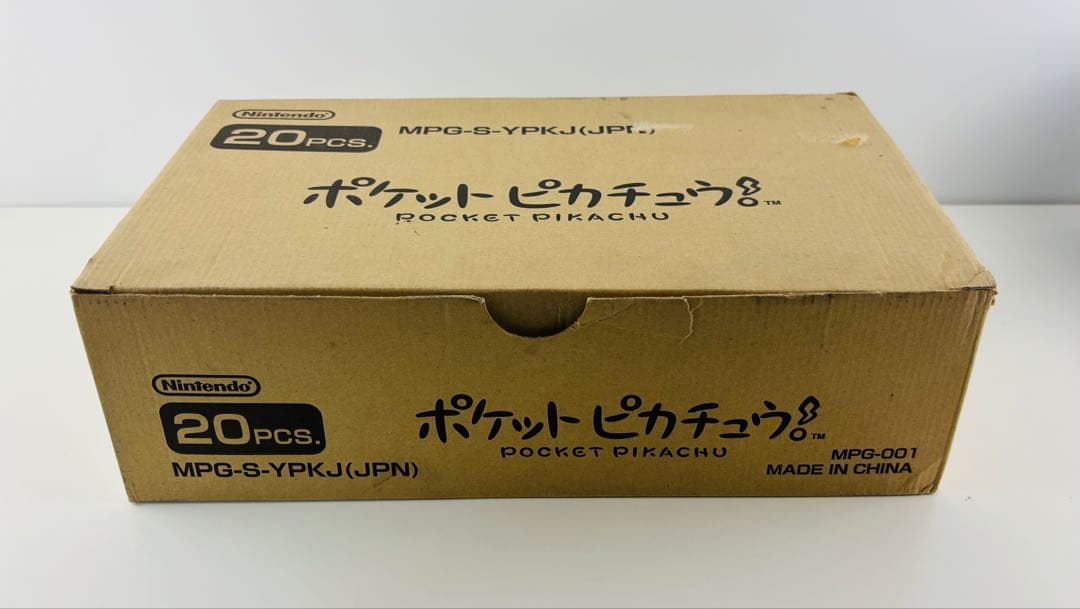 Nintendo
20PCS.
MPG-S-YPKJ(JPN)
ポケットピカチュウ!™
POCKET PIKACHU
Nintendo®
20PCS.
MPG-S-YPKJ(JPN)
ポケットピカチュウ!™
POCKET PIKACHU
MPG-001
MADE IN CHINA